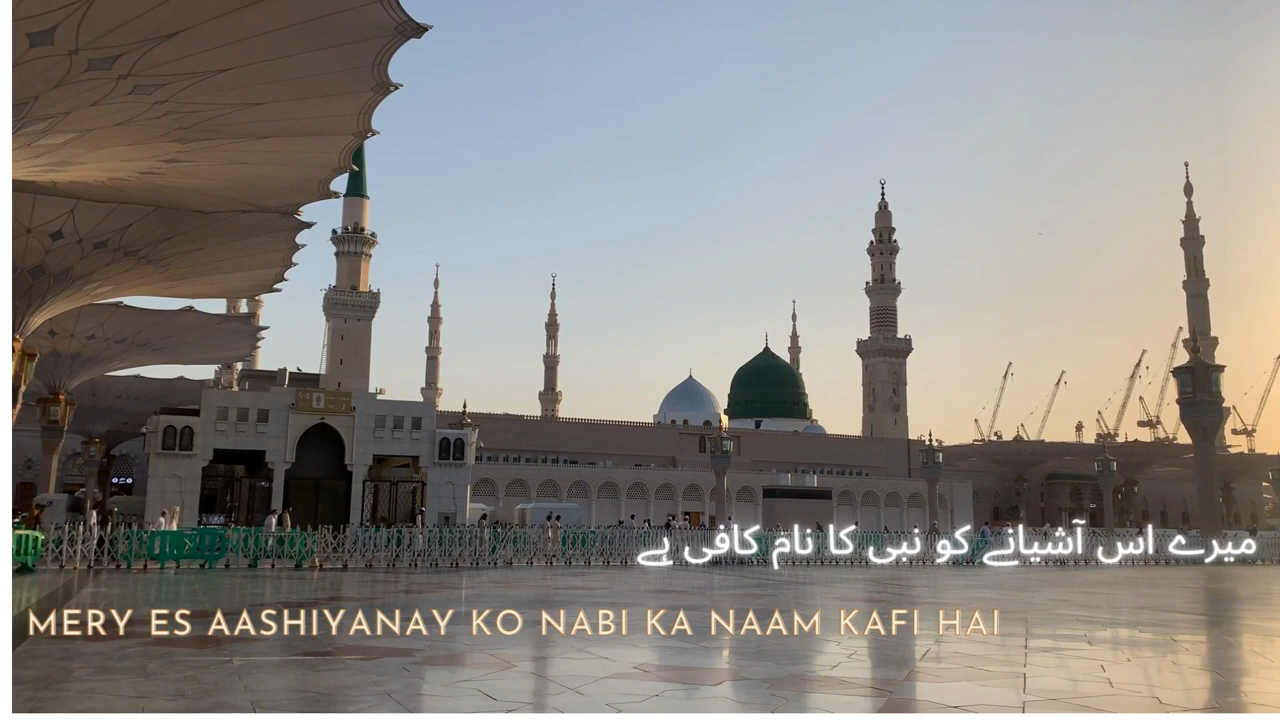 میرے اس آشیانے کو نبی کا نام کافی ہے
MERY ES AASHIYANAY KO NABI KA NAAM KAFI HAI